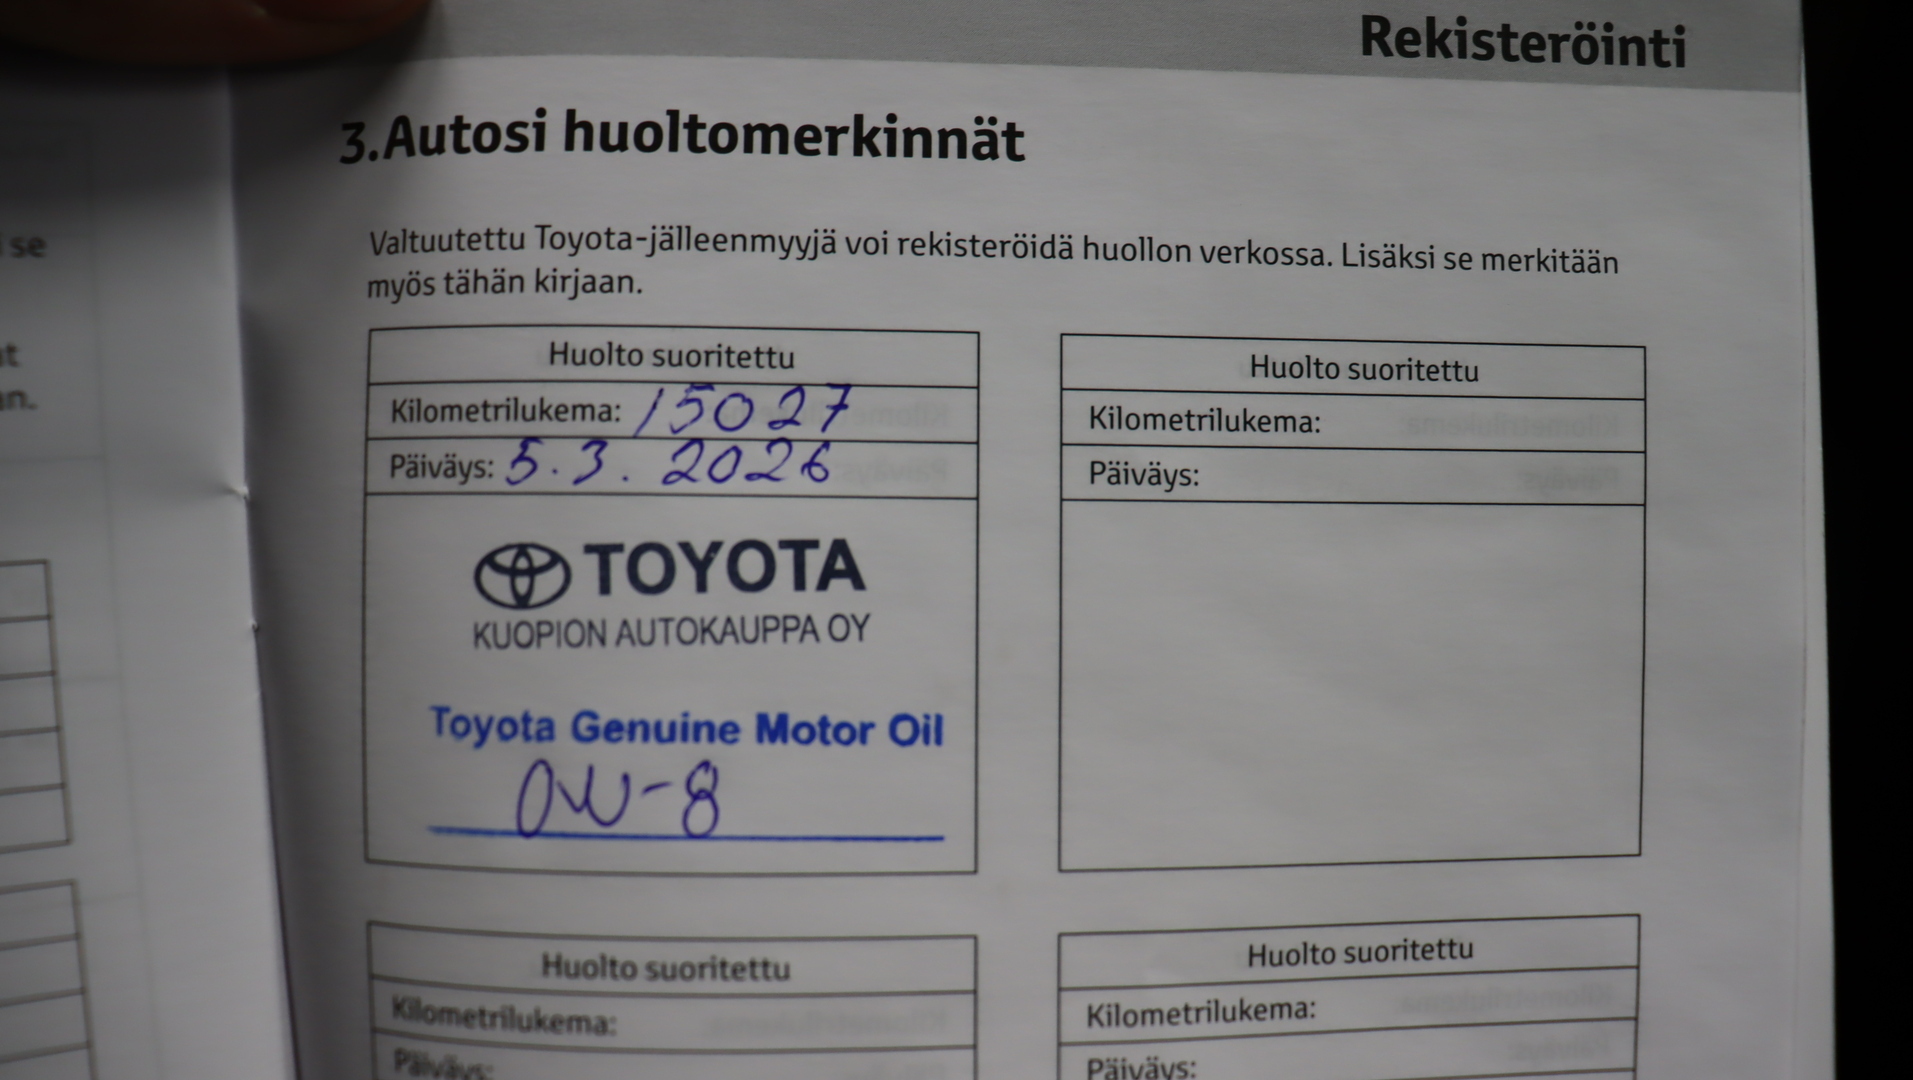 Rekisteröinti
3.Autosi huoltomerkinnät
Valtuutettu Toyota-jälleenmyyjä voi rekisteröidä huollon verkossa. Lisäksi se merkitään
myös tähän kirjaan.
Huolto suoritettu
Kilometrilukema: 15027
Päiväys: 5.3. 2026
TOYOTA
KUOPION AUTOKAUPPA OY
Toyota Genuine Motor Oil
0W-8
Huolto suoritettu
Kilometrilukema:
Päiväys:
Huolto suoritettu
Kilometrilukema:
Päiväys:
Huolto suoritettu
Kilometrilukema:
Päiväys:
se